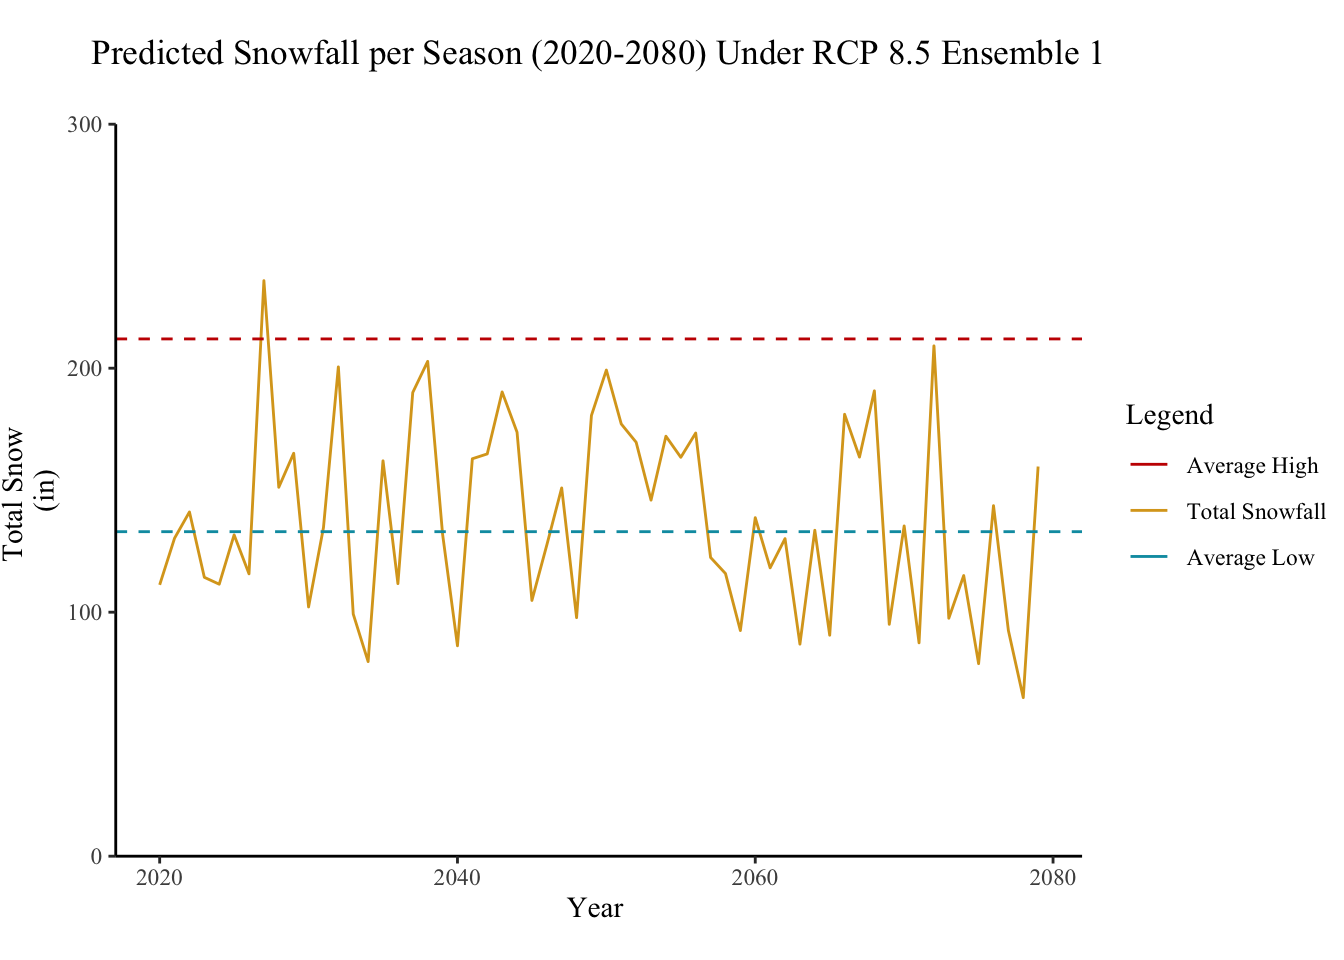 Predicted Snowfall per Season (2020-2080) Under RCP 8.5 Ensemble 1
300
200
100
0
Total Snow
(in)
2020
2040
2060
2080
Year
Legend
Average High
Total Snowfall
Average Low